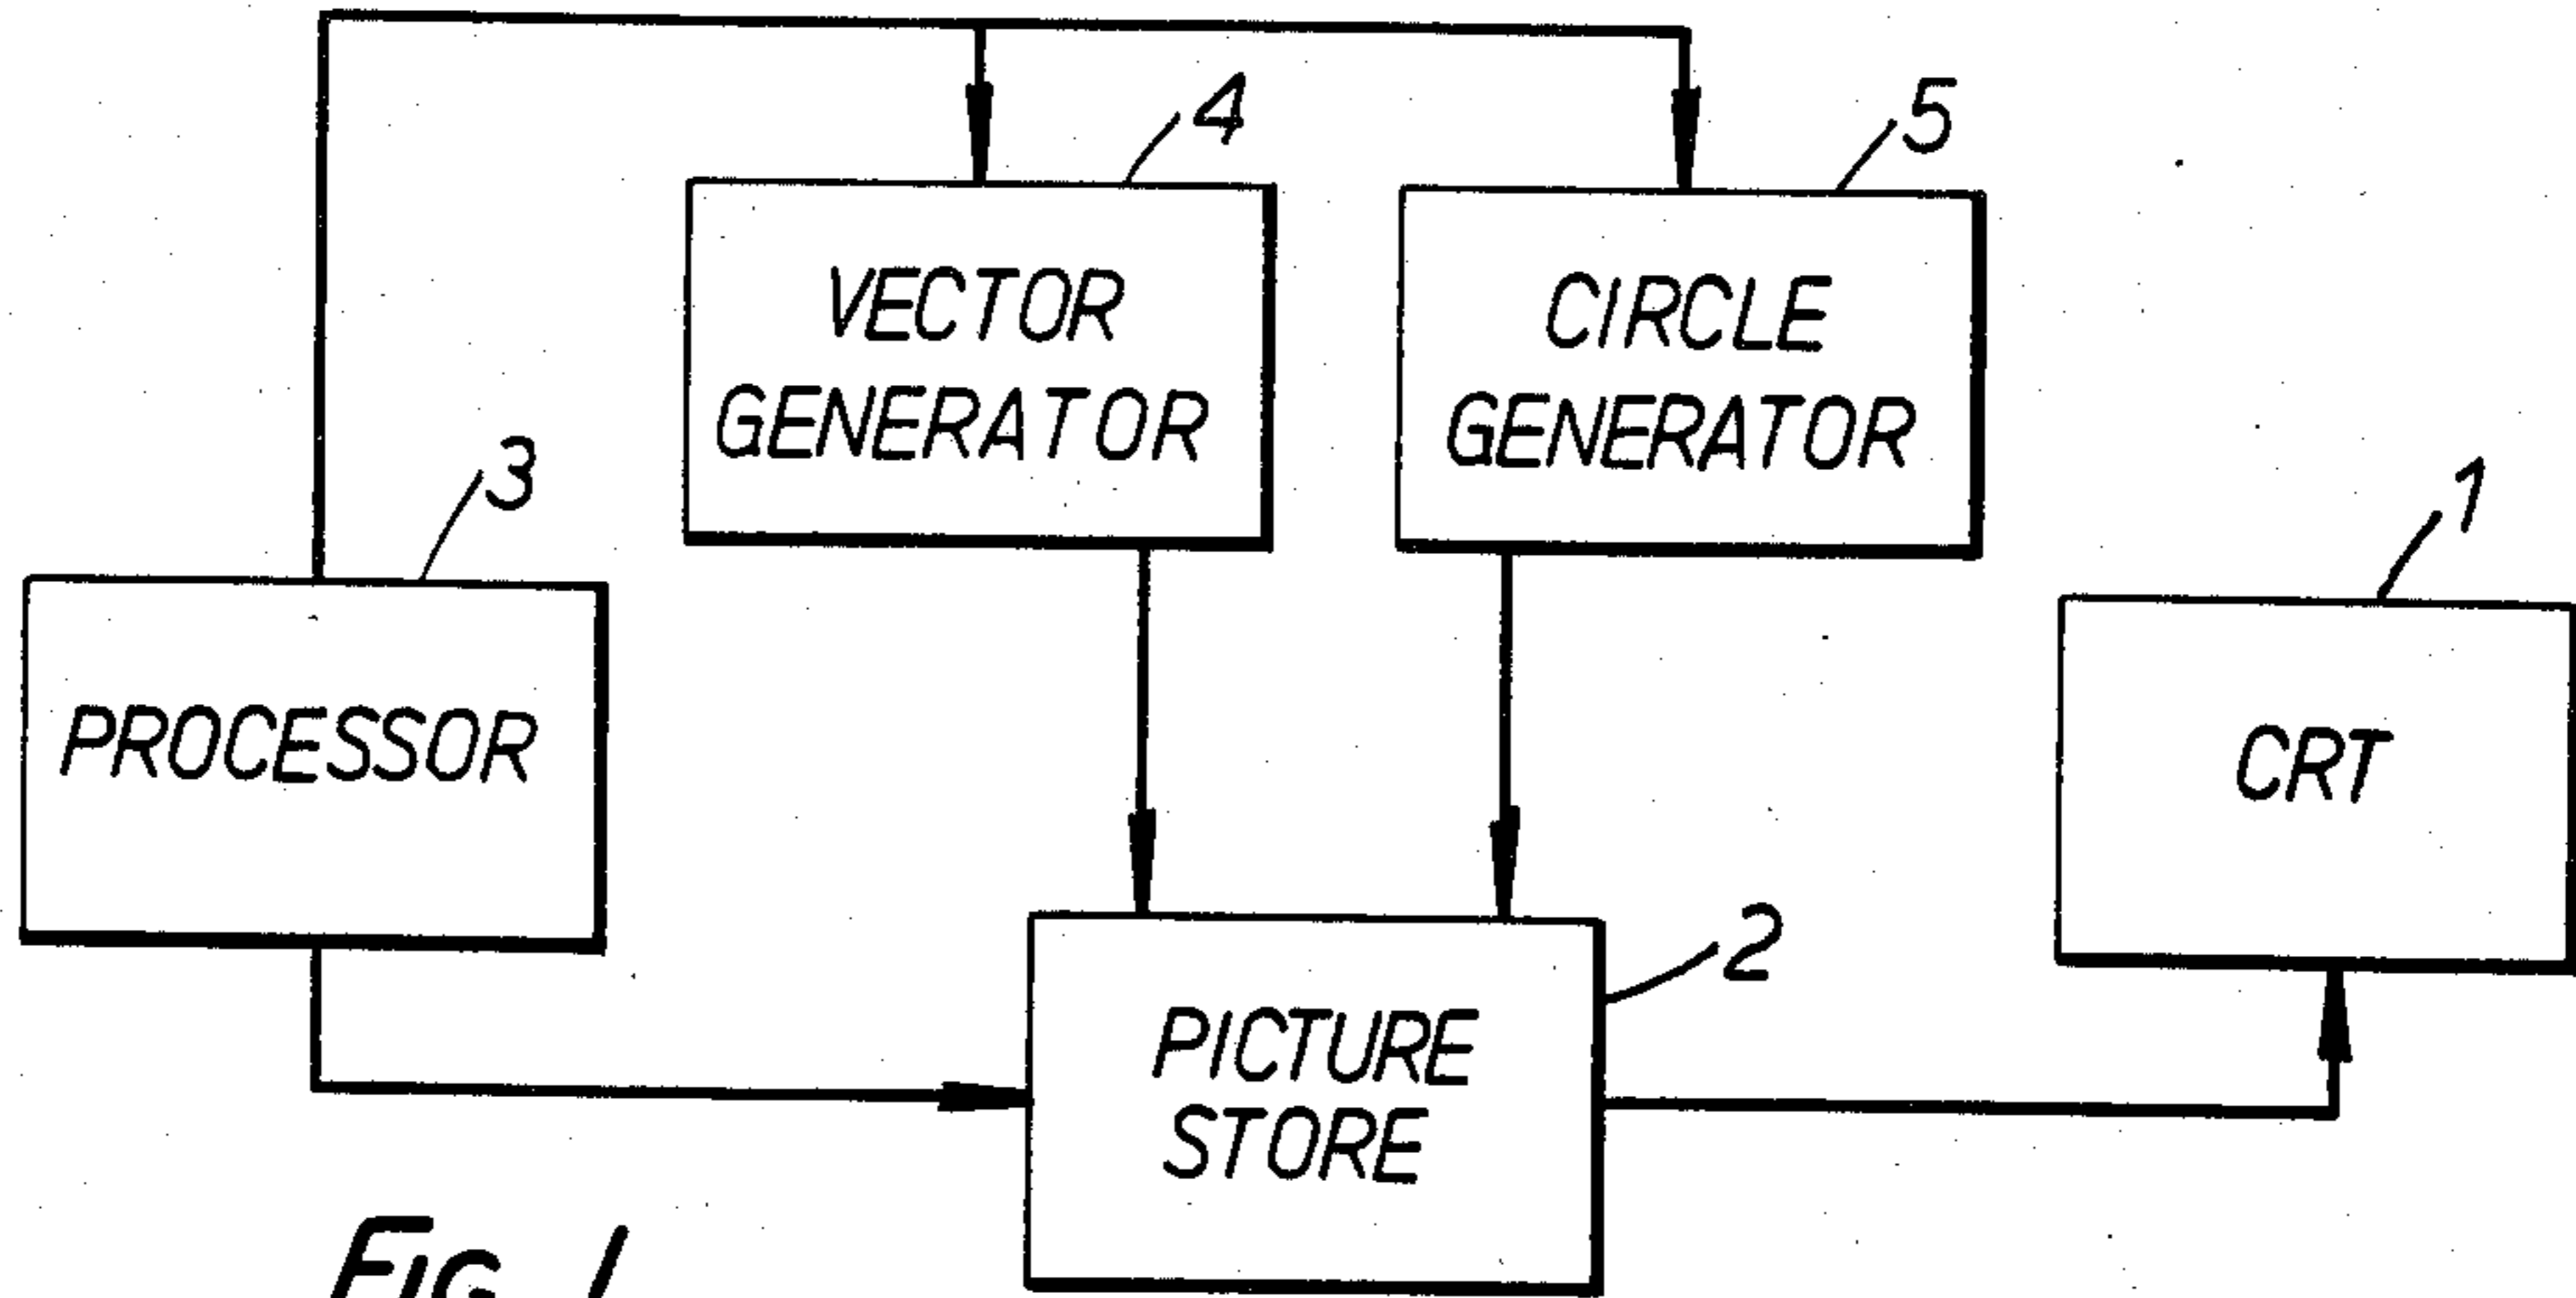 4
5
VECTOR
GENERATOR
CIRCLE
GENERATOR
3
1
PROCESSOR
CRT
2
PICTURE
STORE
FIG. 1